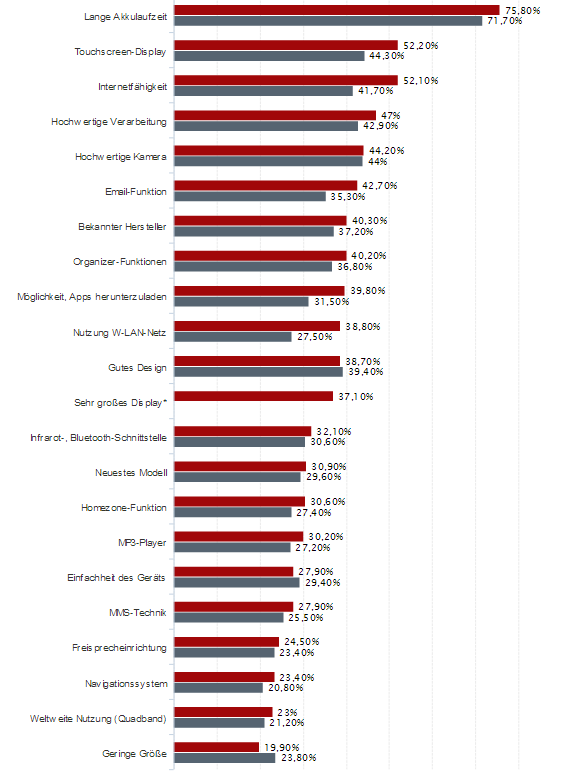 Lange Akkulaufzeit
75,80%
71,70%
Touchscreen-Display
52,20%
44,30%
Internetfähigkeit
52,10%
41,70%
Hochwertige Verarbeitung
47%
42,90%
Hochwertige Kamera
44,20%
44%
Email-Funktion
42,70%
35,30%
Bekannter Hersteller
40,30%
37,20%
Organizer-Funktionen
40,20%
36,80%
Möglichkeit, Apps herunterzuladen
39,80%
31,50%
Nutzung W-LAN-Netz
38,80%
27,50%
Gutes Design
38,70%
39,40%
Sehr großes Display*
37,10%
Infrarot-, Bluetooth-Schnittstelle
32,10%
30,60%
Neuestes Modell
30,90%
29,60%
Homezone-Funktion
30,60%
27,40%
MP3-Player
30,20%
27,20%
Einfachheit des Geräts
27,90%
29,40%
MMS-Technik
27,90%
25,50%
Freisprecheinrichtung
24,50%
23,40%
Navigationssystem
23,40%
20,80%
Weltweite Nutzung (Quadband)
23%
21,20%
Geringe Größe
19,90%
23,80%